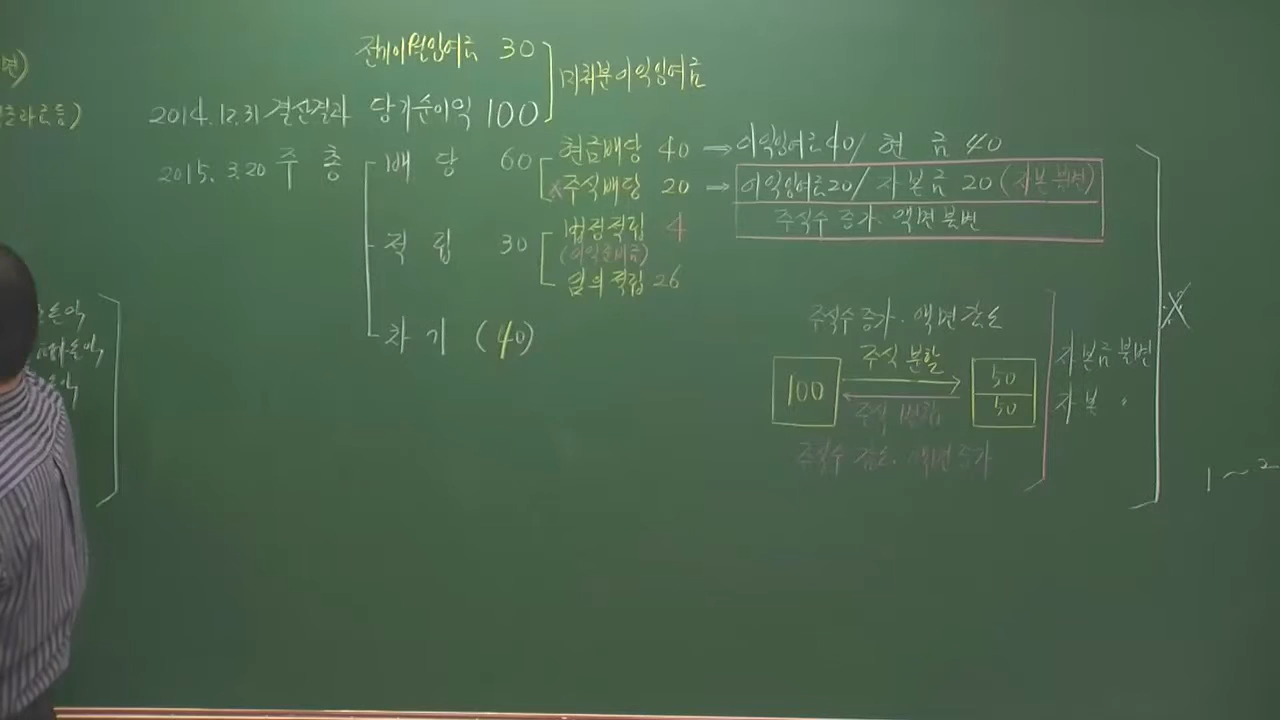 전기이월잉여금 30
미처분이익잉여금
2014.12.31 결산결과 당기순이익 100
2015. 3.20 주 총
배 당 60
현금배당 40 → 이익잉여금 40 / 현 금 40
주식배당 20 → 이익잉여금 20 / 자본금 20 (자본불변)
주식수 증가. 액면불변
적 립 30
법정적립 4
(이익준비금)
임의적립 26
차 기 (40)
주식수 증가. 액면감소
주식 분할
100
50
50
주식 병합
주식수 감소. 액면증가
자본금 불변
자본 〃
X
1 ~ 2